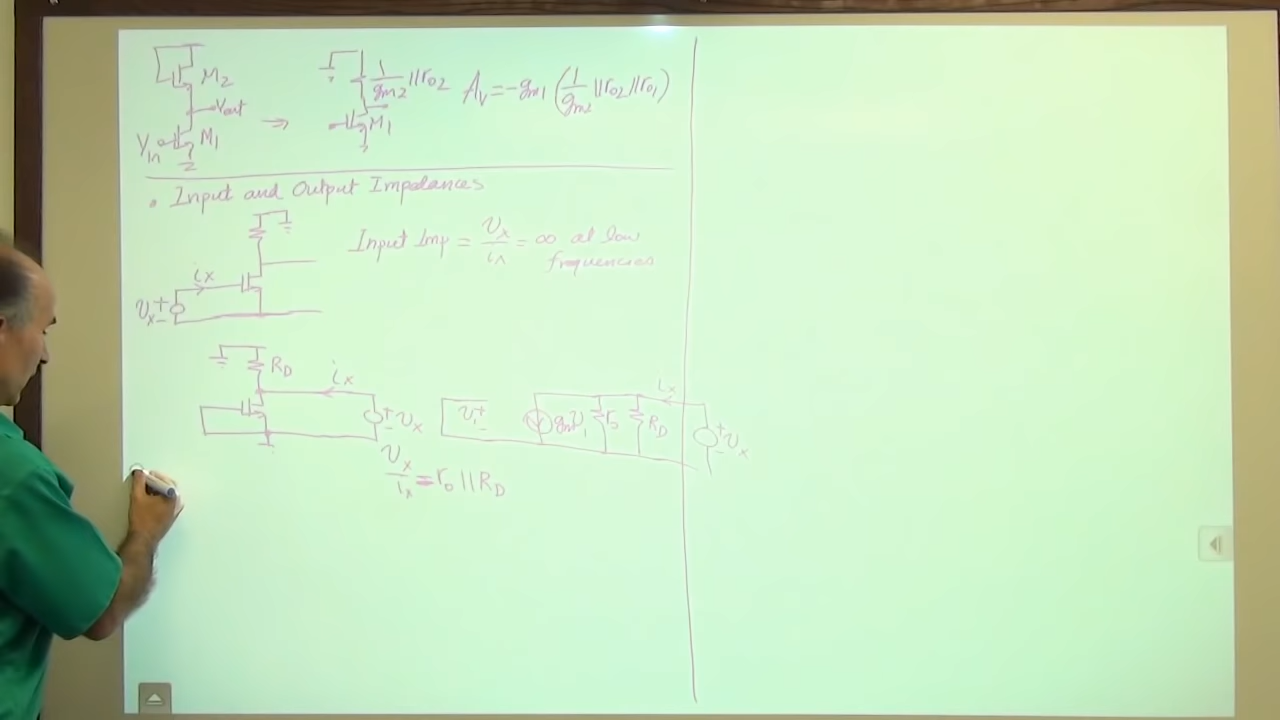 M2
Vout
Vin
M1
⇒
1/gm2 || ro2
M1
Av = -gm1 (1/gm2 || ro2 || ro1)
• Input and Output Impedances
ix
vx + -
Input Imp = vx/ix = ∞ at low
frequencies
RD
ix
+ - vx
v1 + -
gm v1
ro
RD
ix
+ - vx
vx/ix = ro || RD